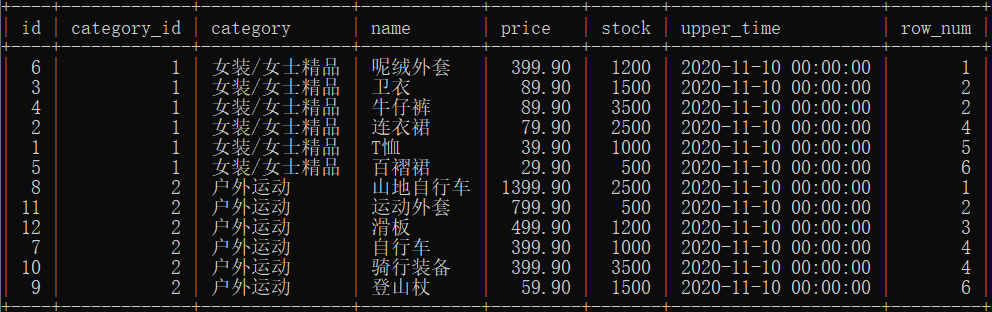 +----+-------------+---------------------+------------+---------+-------+---------------------+---------+
| id | category_id | category | name | price | stock | upper_time | row_num |
+----+-------------+---------------------+------------+---------+-------+---------------------+---------+
| 6 | 1 | 女装/女士精品 | 呢绒外套 | 399.90 | 1200 | 2020-11-10 00:00:00 | 1 |
| 3 | 1 | 女装/女士精品 | 卫衣 | 89.90 | 1500 | 2020-11-10 00:00:00 | 2 |
| 4 | 1 | 女装/女士精品 | 牛仔裤 | 89.90 | 3500 | 2020-11-10 00:00:00 | 2 |
| 2 | 1 | 女装/女士精品 | 连衣裙 | 79.90 | 2500 | 2020-11-10 00:00:00 | 4 |
| 1 | 1 | 女装/女士精品 | T恤 | 39.90 | 1000 | 2020-11-10 00:00:00 | 5 |
| 5 | 1 | 女装/女士精品 | 百褶裙 | 29.90 | 500 | 2020-11-10 00:00:00 | 6 |
| 8 | 2 | 户外运动 | 山地自行车 | 1399.90 | 2500 | 2020-11-10 00:00:00 | 1 |
| 11 | 2 | 户外运动 | 运动外套 | 799.90 | 500 | 2020-11-10 00:00:00 | 2 |
| 12 | 2 | 户外运动 | 滑板 | 499.90 | 1200 | 2020-11-10 00:00:00 | 3 |
| 7 | 2 | 户外运动 | 自行车 | 399.90 | 1000 | 2020-11-10 00:00:00 | 4 |
| 10 | 2 | 户外运动 | 骑行装备 | 399.90 | 3500 | 2020-11-10 00:00:00 | 4 |
| 9 | 2 | 户外运动 | 登山杖 | 59.90 | 1500 | 2020-11-10 00:00:00 | 6 |
+----+-------------+---------------------+------------+---------+-------+---------------------+---------+